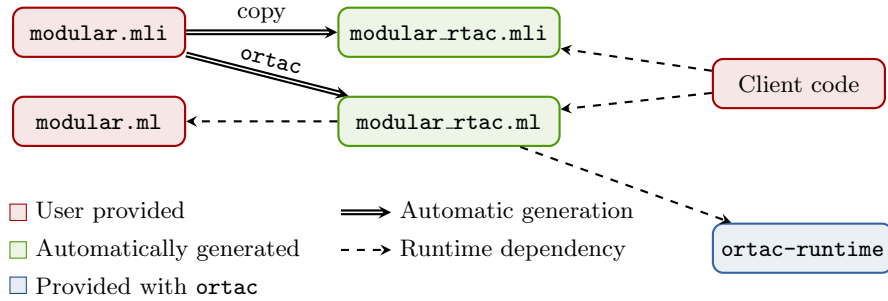 copy
modular.mli
modular_rtac.mli
ortac
Client code
modular.ml
modular_rtac.ml
User provided
Automatic generation
Automatically generated
Runtime dependency
ortac-runtime
Provided with ortac